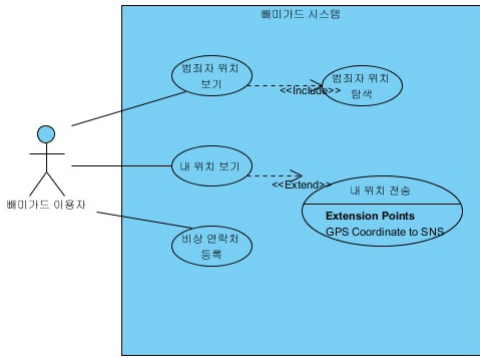 배미가드 시스템
범죄자 위치
보기
<<Include>>
범죄자 위치
탐색
내 위치 보기
<<Extend>>
내 위치 전송
Extension Points
GPS Coordinate to SNS
배미가드 이용자
비상 연락처
등록